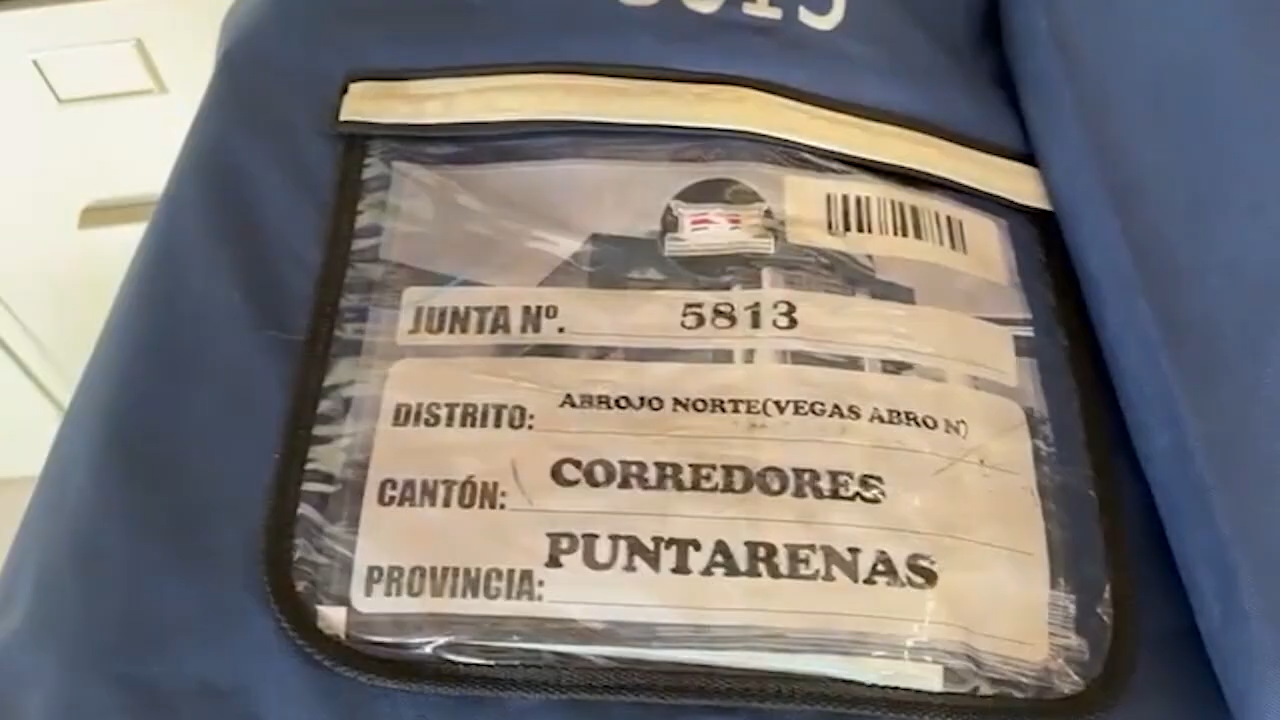 JUNTA Nº. 5813
DISTRITO: ABROJO NORTE(VEGAS ABRO N)
CANTÓN: CORREDORES
PROVINCIA: PUNTARENAS